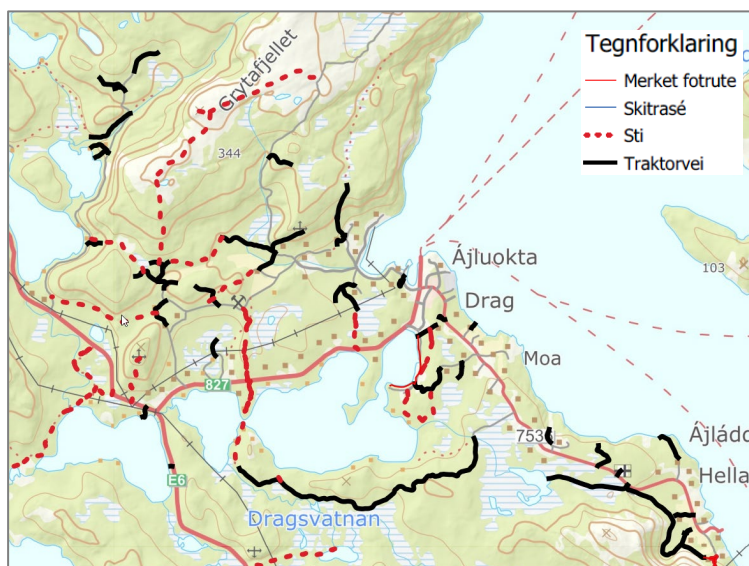 Tegnforklaring
Merket fotrute
Skitrasé
Sti
Traktorvei
Grytafjellet
344
Ájluokta
103
Drag
Moa
827
753
Ájládd
Hella
E6
Dragsvatnan